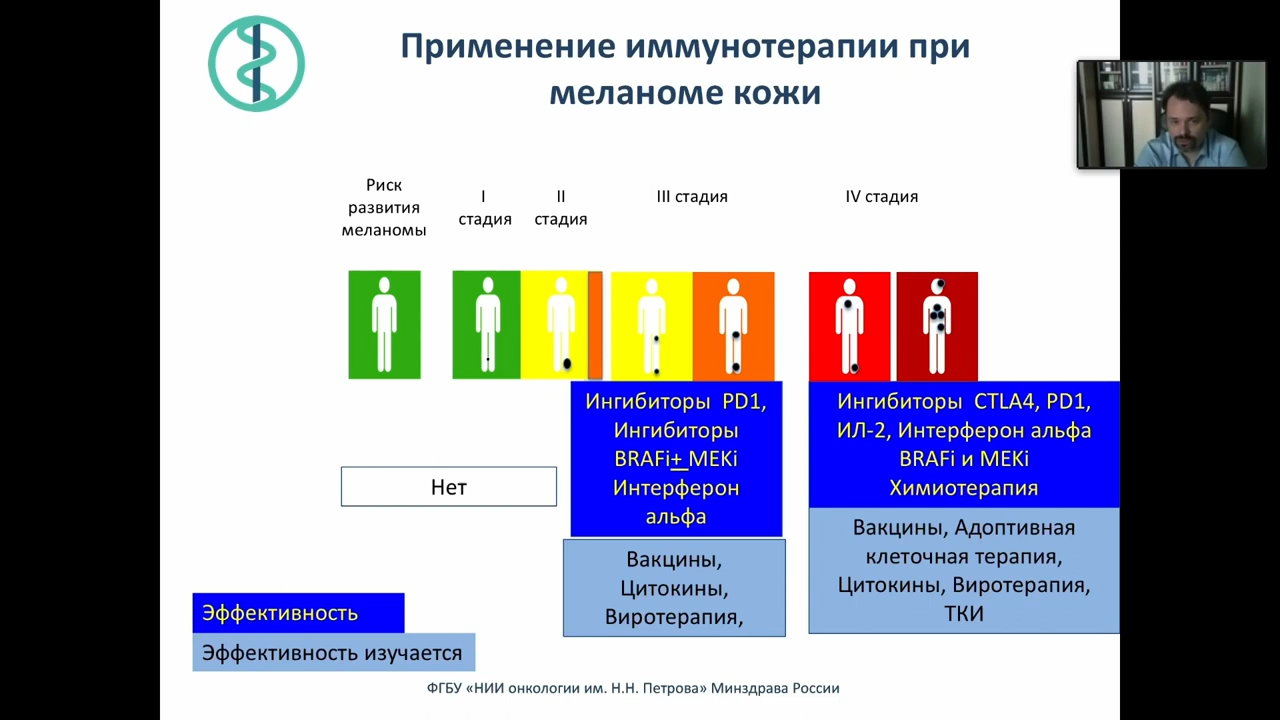 Применение иммунотерапии при
меланоме кожи
Риск
развития
меланомы
I
стадия
II
стадия
III стадия
IV стадия
Ингибиторы PD1,
Ингибиторы
BRAFi+ MEKi
Интерферон
альфа
Ингибиторы CTLA4, PD1,
ИЛ-2, Интерферон альфа
BRAFi и MEKi
Химиотерапия
Нет
Вакцины,
Цитокины,
Виротерапия,
Вакцины, Адоптивная
клеточная терапия,
Цитокины, Виротерапия,
ТКИ
Эффективность
Эффективность изучается
ФГБУ «НИИ онкологии им. Н.Н. Петрова» Минздрава России